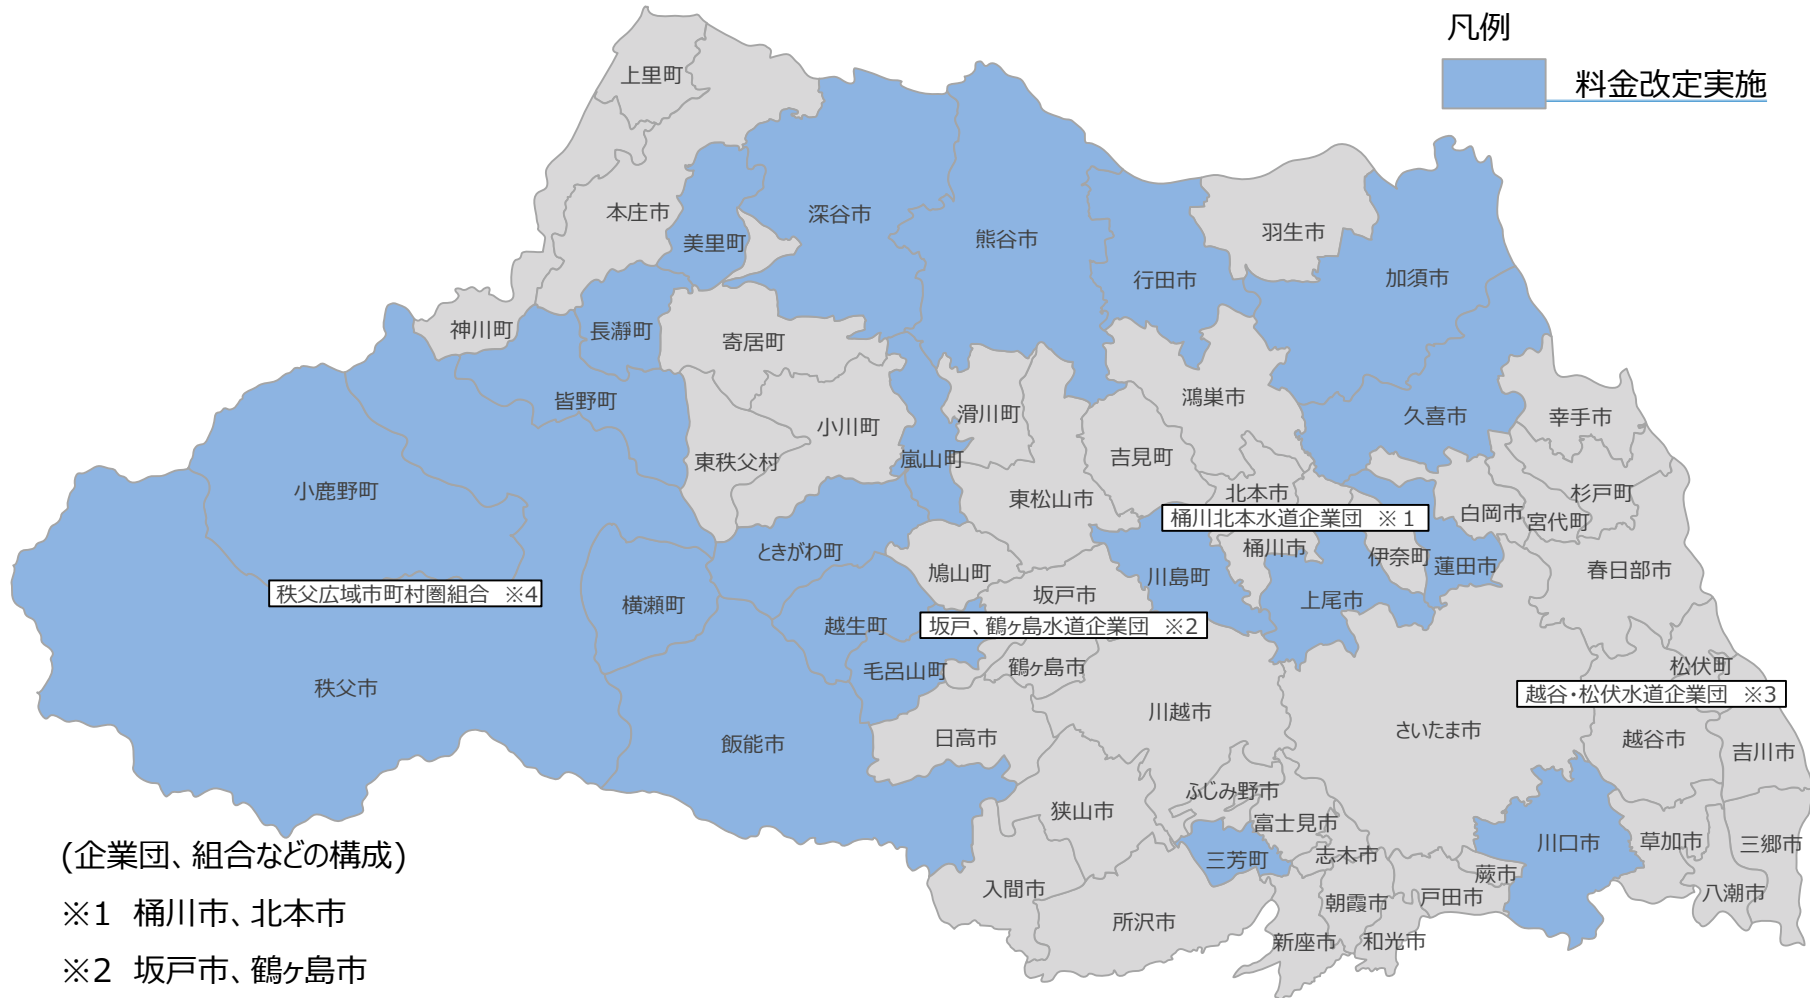 凡例
料金改定実施
上里町
本庄市
美里町
深谷市
熊谷市
行田市
羽生市
加須市
神川町
長瀞町
寄居町
皆野町
小川町
東秩父村
嵐山町
滑川町
吉見町
鴻巣市
久喜市
幸手市
小鹿野町
東松山市
北本市
桶川北本水道企業団 ※1
白岡市
杉戸町
宮代町
ときがわ町
鳩山町
川島町
桶川市
伊奈町
蓮田市
春日部市
秩父広域市町村圏組合 ※4
横瀬町
坂戸市
上尾市
越生町
坂戸、鶴ヶ島水道企業団 ※2
毛呂山町
鶴ヶ島市
松伏町
越谷・松伏水道企業団 ※3
秩父市
飯能市
日高市
川越市
さいたま市
越谷市
吉川市
ふじみ野市
狭山市
富士見市
三芳町
志木市
川口市
草加市
三郷市
蕨市
入間市
所沢市
朝霞市
戸田市
八潮市
新座市
和光市
(企業団、組合などの構成)
※1 桶川市、北本市
※2 坂戸市、鶴ヶ島市